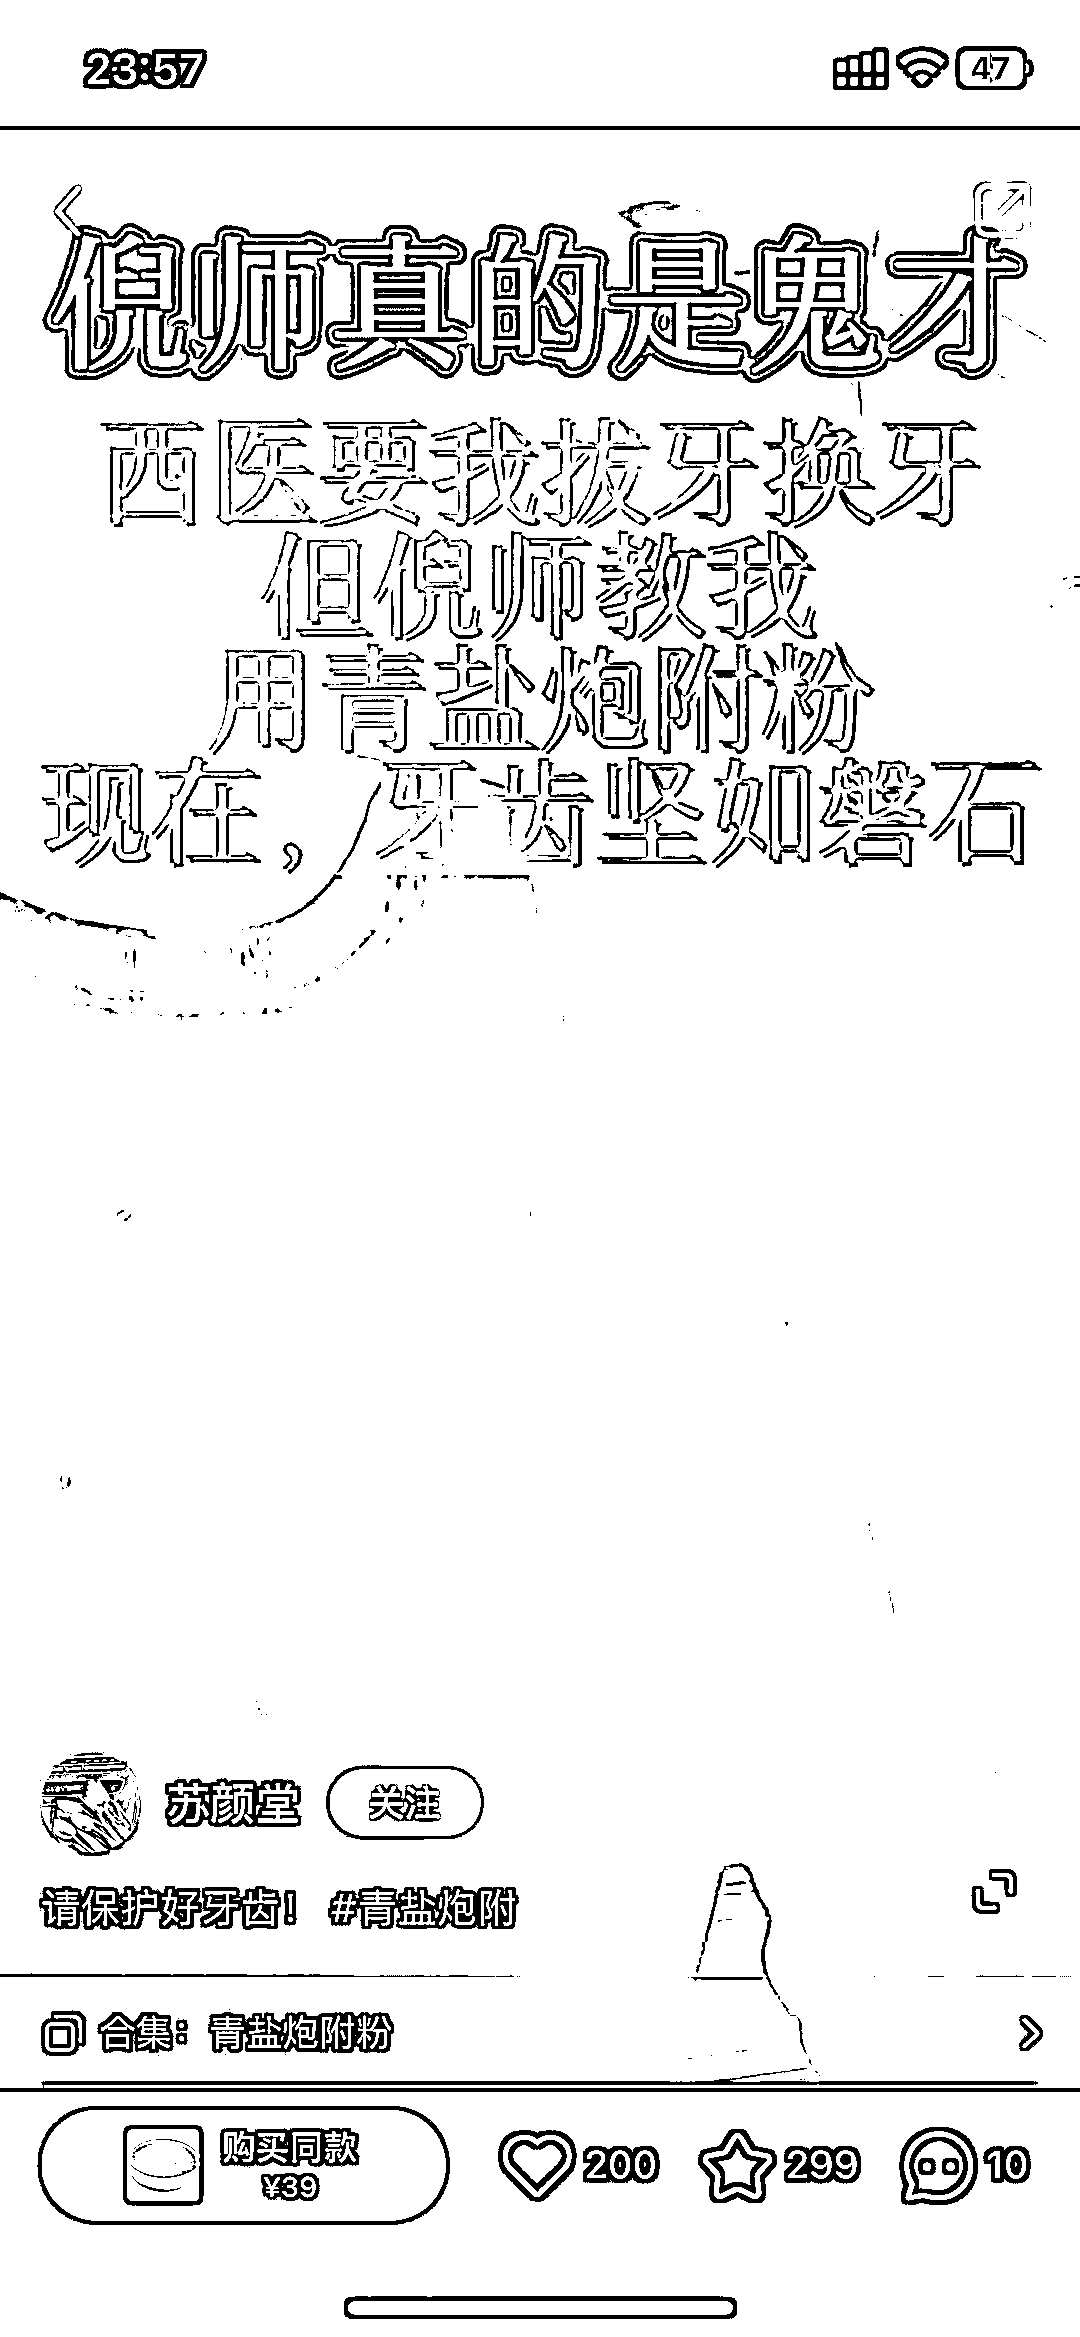 23:57
47
倪师真的是鬼才
西医要我拔牙换牙
但倪师教我
用青盐炮附粉
现在，牙齿坚如磐石
苏颜堂
关注
请保护好牙齿！ #青盐炮附
合集：青盐炮附粉
购买同款
¥39
200
299
10